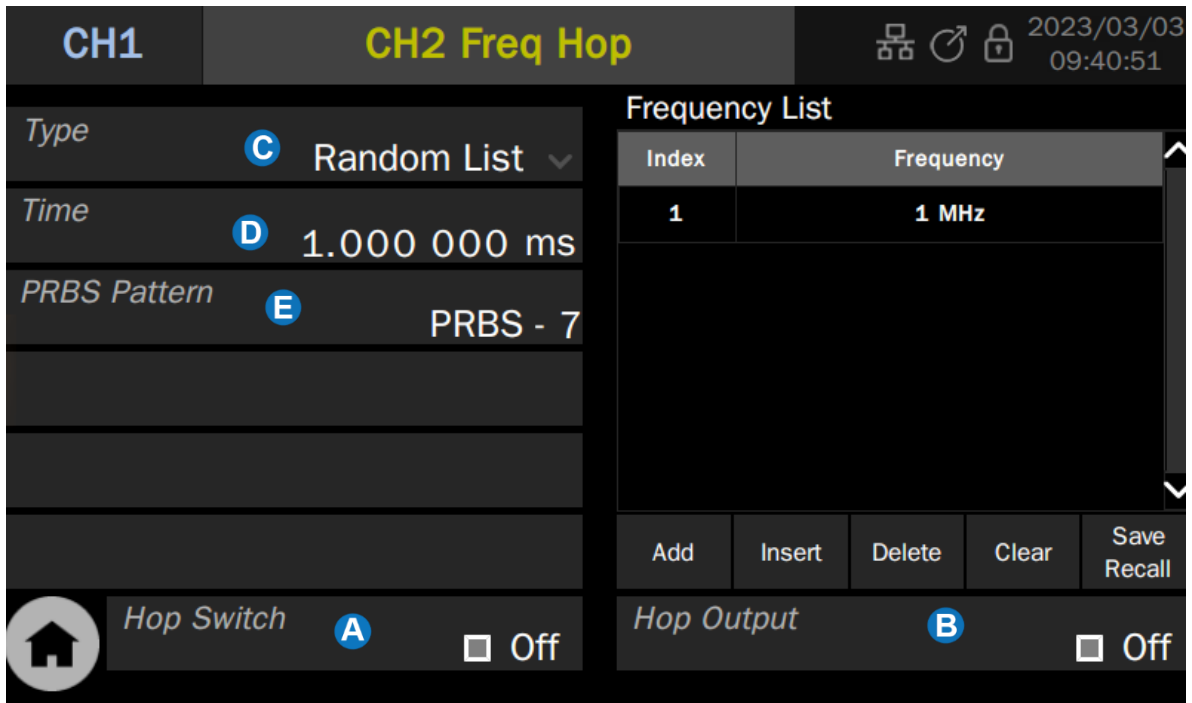 CH1
CH2 Freq Hop
2023/03/03
09:40:51
Type
C
Random List
Time
D
1.000 000 ms
PRBS Pattern
E
PRBS - 7
Hop Switch
A
Off
Frequency List
Index Frequency
1 1 MHz
Add Insert Delete Clear Save
Recall
Hop Output
B
Off